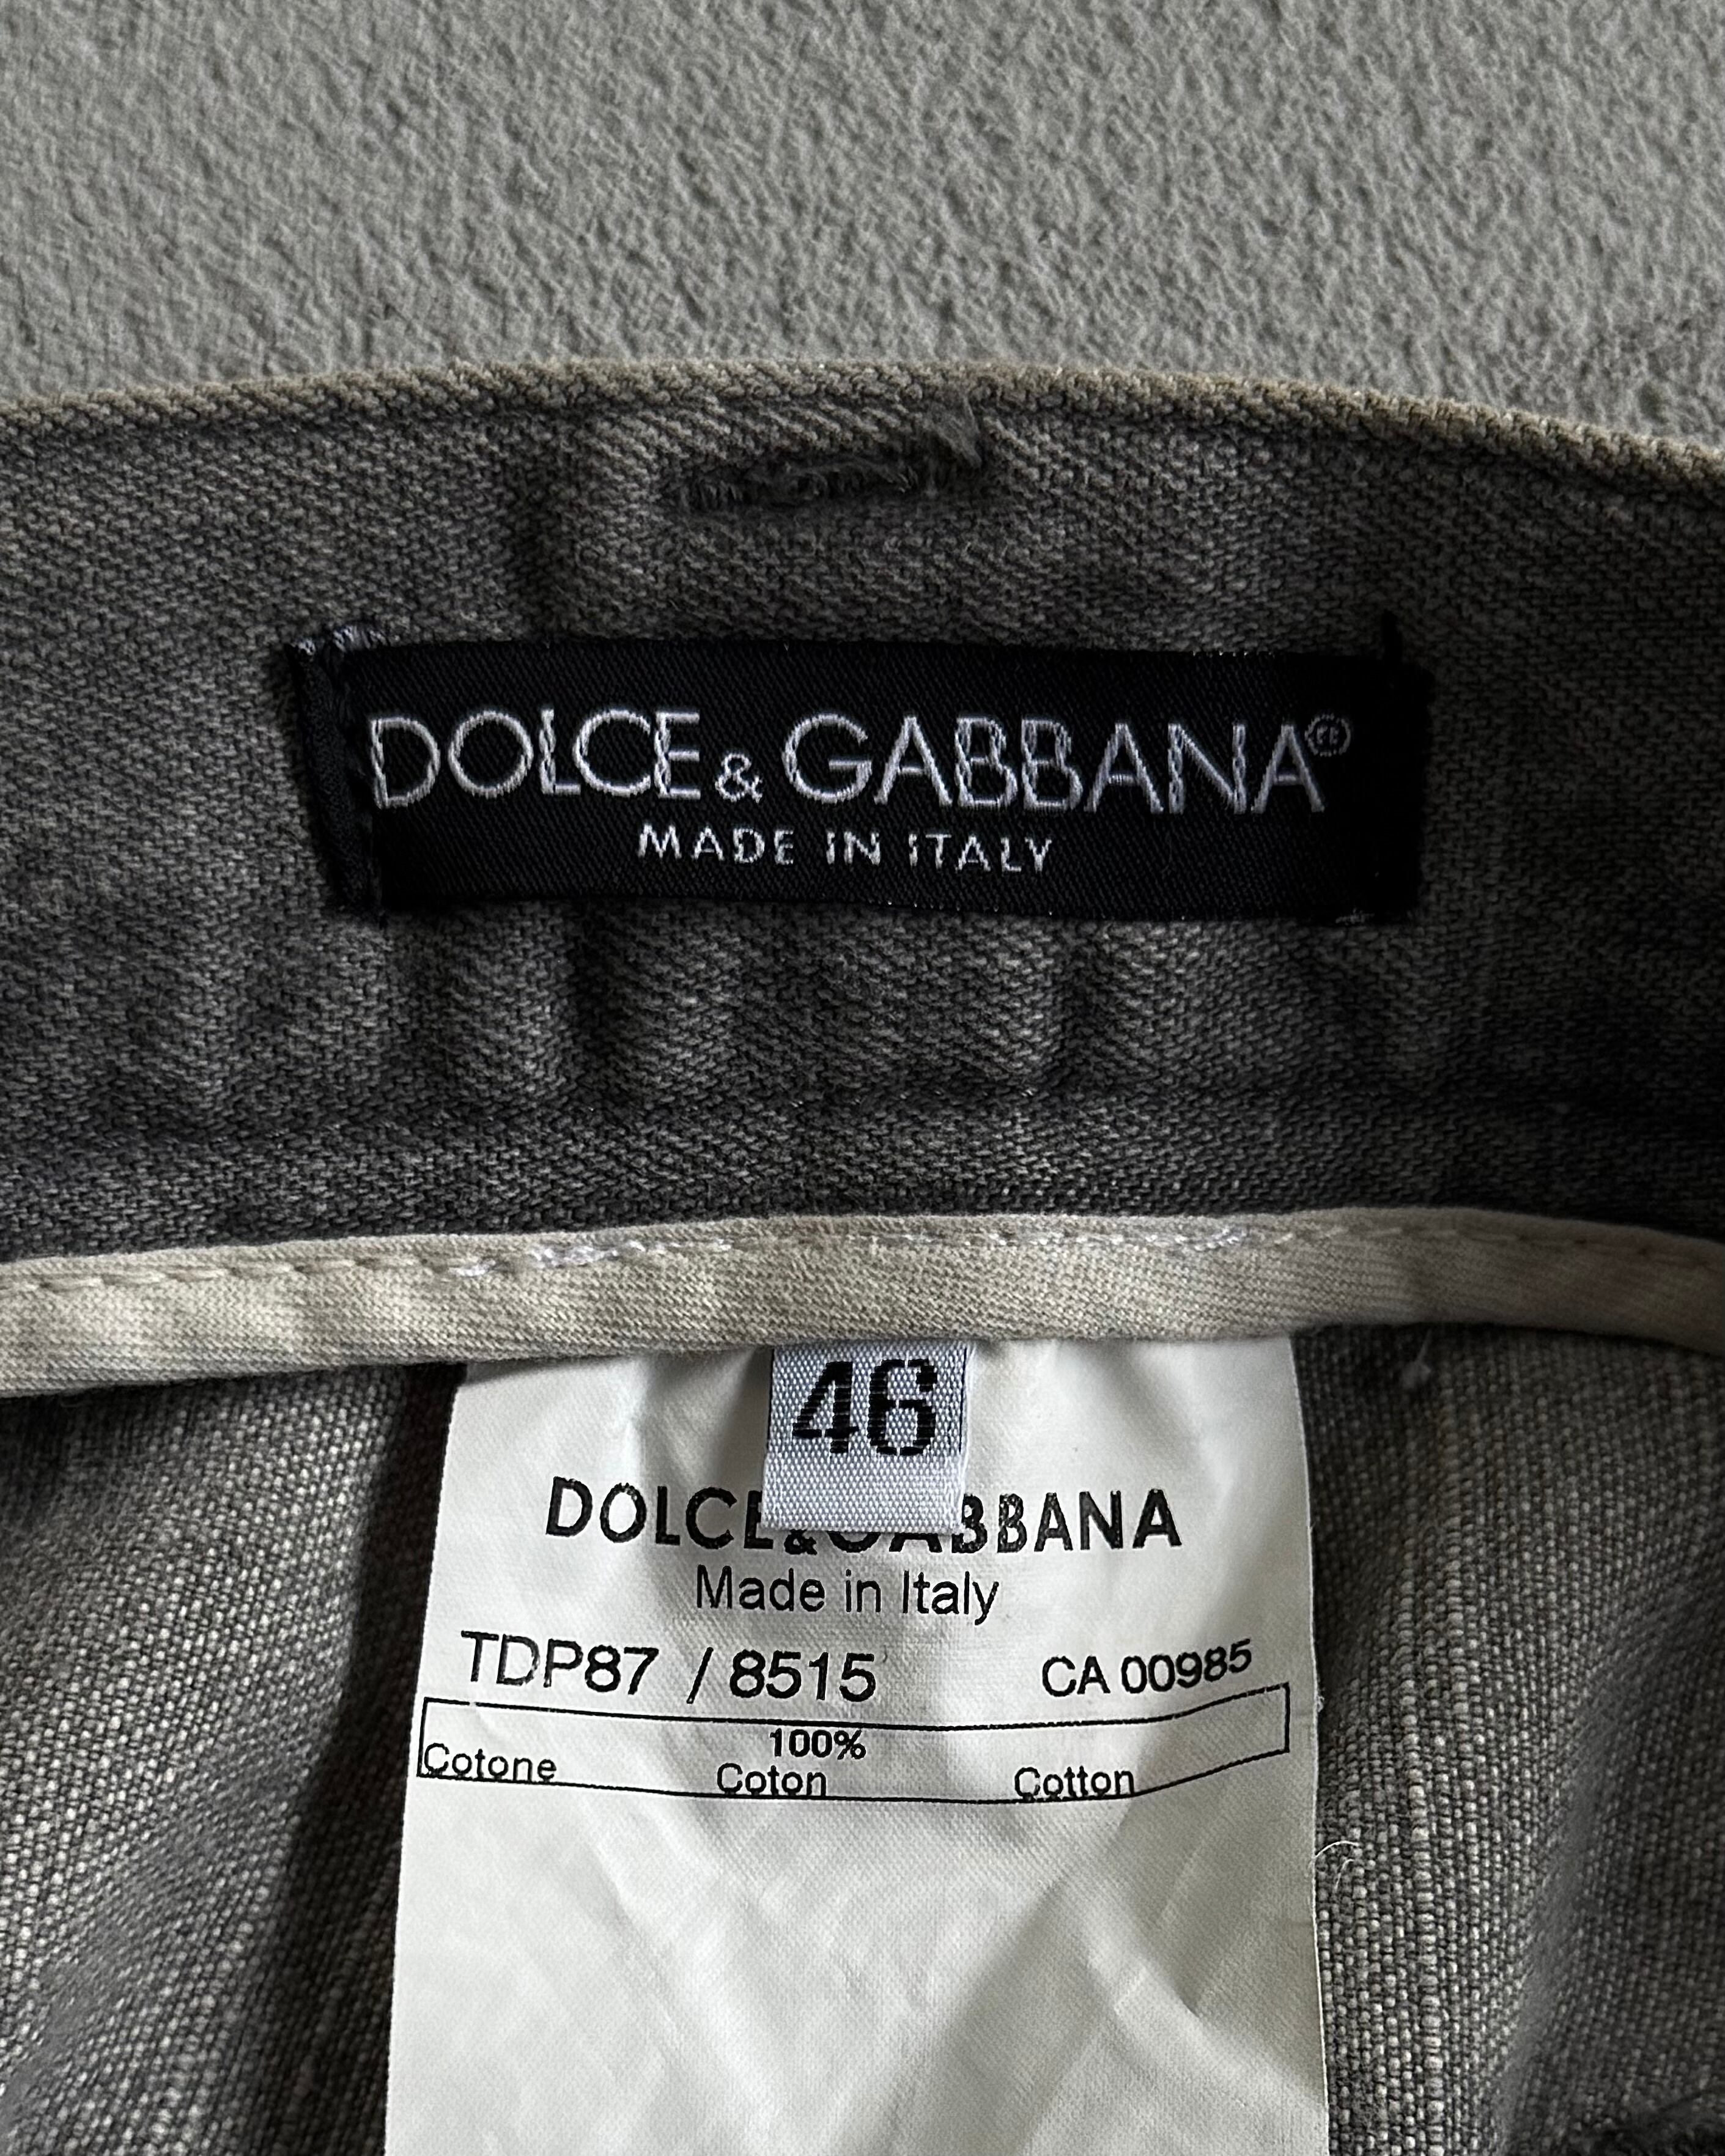 DOLCE & GABBANA®
MADE IN ITALY
46
DOLCE&GABBANA
Made in Italy
TDP87 / 8515 CA 00985
100%
Cotone Coton Cotton